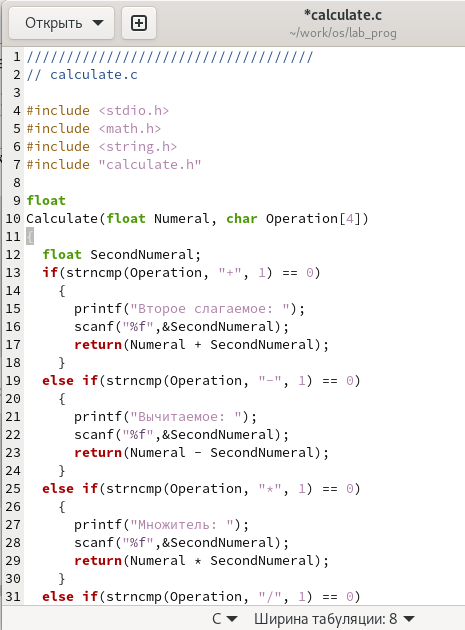 Открыть
*calculate.c
~/work/os/lab_prog
1 ////////////////////////////////////
2 // calculate.c
3
4 #include <stdio.h>
5 #include <math.h>
6 #include <string.h>
7 #include "calculate.h"
8
9 float
10 Calculate(float Numeral, char Operation[4])
11 {
12   float SecondNumeral;
13   if(strncmp(Operation, "+", 1) == 0)
14     {
15       printf("Второе слагаемое: ");
16       scanf("%f",&SecondNumeral);
17       return(Numeral + SecondNumeral);
18     }
19   else if(strncmp(Operation, "-", 1) == 0)
20     {
21       printf("Вычитаемое: ");
22       scanf("%f",&SecondNumeral);
23       return(Numeral - SecondNumeral);
24     }
25   else if(strncmp(Operation, "*", 1) == 0)
26     {
27       printf("Множитель: ");
28       scanf("%f",&SecondNumeral);
29       return(Numeral * SecondNumeral);
30     }
31   else if(strncmp(Operation, "/", 1) == 0)
C Ширина табуляции: 8